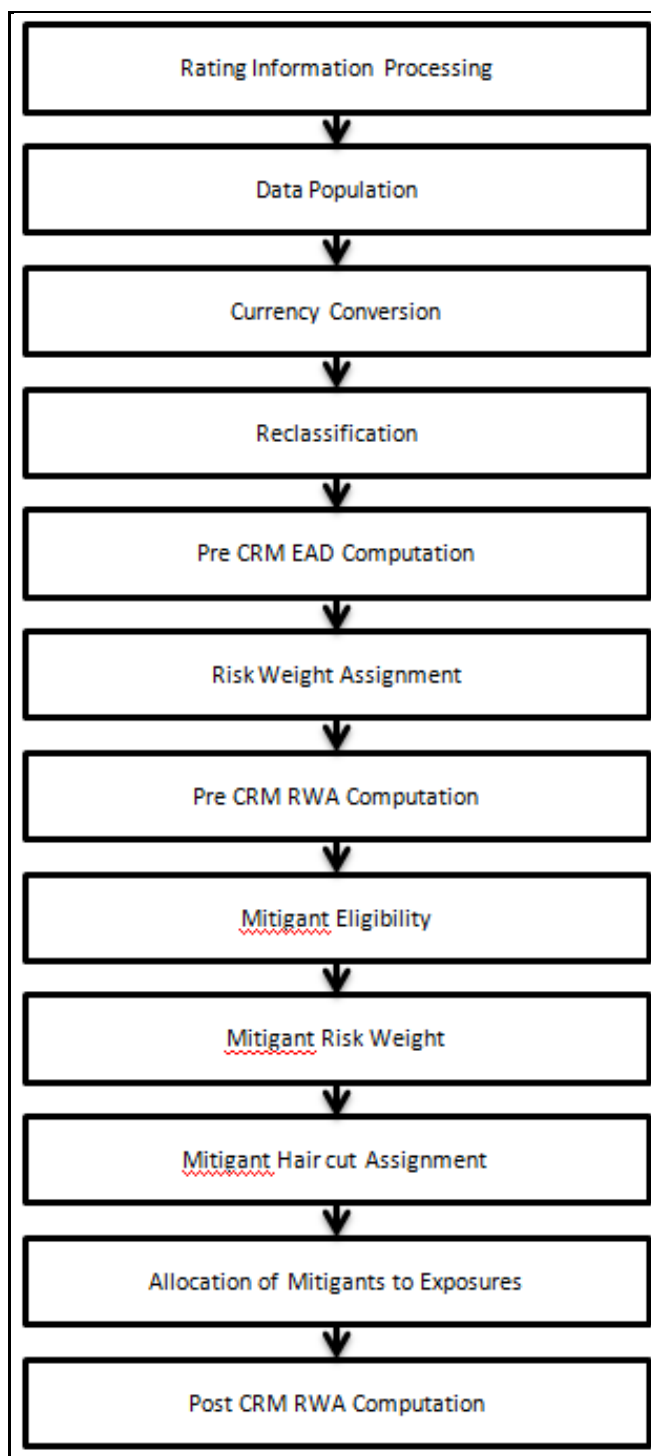 Rating Information Processing
Data Population
Currency Conversion
Reclassification
Pre CRM EAD Computation
Risk Weight Assignment
Pre CRM RWA Computation
Mitigant Eligibility
Mitigant Risk Weight
Mitigant Hair cut Assignment
Allocation of Mitigants to Exposures
Post CRM RWA Computation